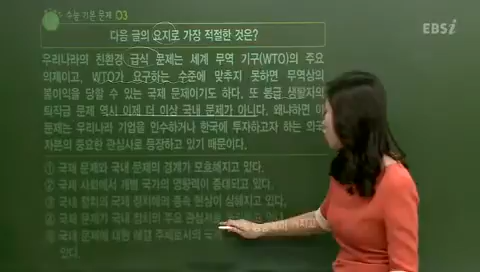 수능 기본 문제 03
EBSi
다음 글의 요지로 가장 적절한 것은?
우리나라의 친환경 급식 문제는 세계 무역 기구(WTO)의 주요
의제이고, WTO가 요구하는 수준에 맞추지 못하면 무역상의
불이익을 당할 수 있는 국제 문제이기도 하다. 또 봉급 생활자의
퇴직금 문제 역시 이제 더 이상 국내 문제가 아니다. 왜냐하면 이
문제는 우리나라 기업을 인수하거나 한국에 투자하고자 하는 외국
자본의 중요한 관심사로 등장하고 있기 때문이다.
① 국제 문제와 국내 문제의 경계가 모호해지고 있다.
② 국제 사회에서 개별 국가의 영향력이 증대되고 있다.
③ 국내 정치의 국제 정치에의 종속 현상이 심해지고 있다.
④ 국제 문제가 국내 정치의 주요 관심사로 있다.
⑤ 국내 문제에 대한 해결 주체로서의
있다.